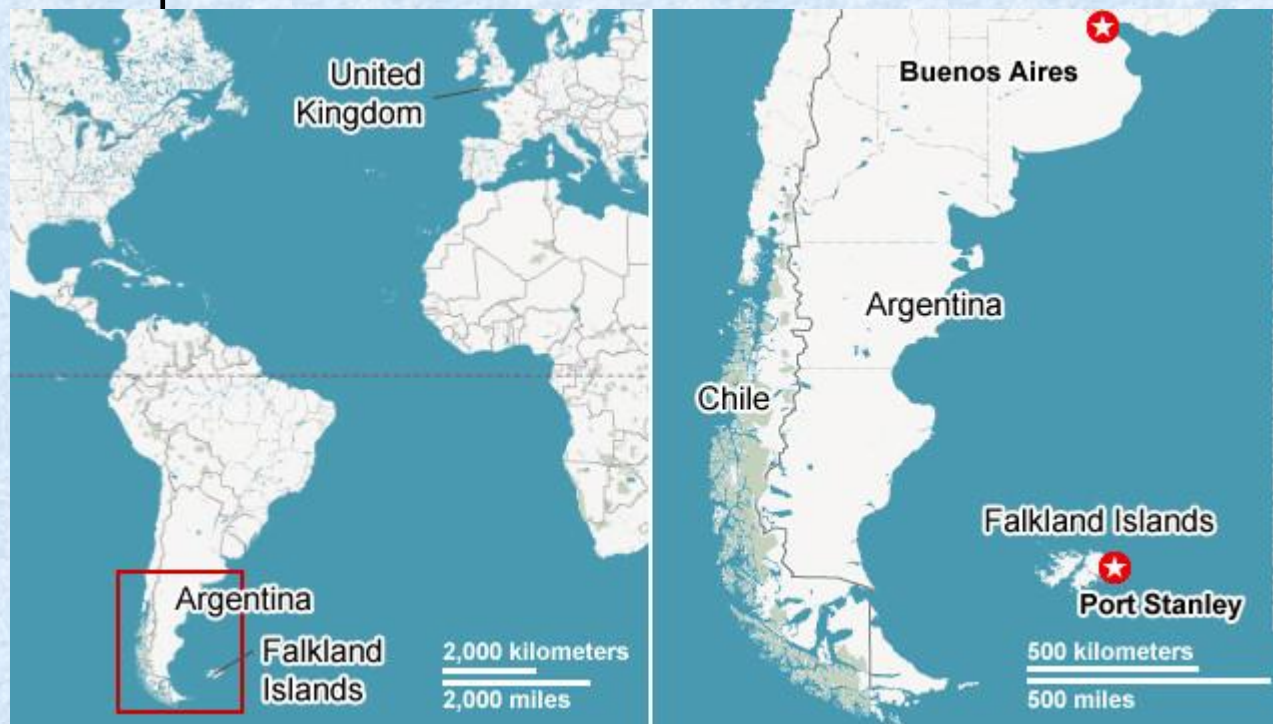 United
Kingdom
Argentina
Falkland
Islands
2,000 kilometers
2,000 miles
Buenos Aires
Argentina
Chile
Falkland Islands
Port Stanley
500 kilometers
500 miles